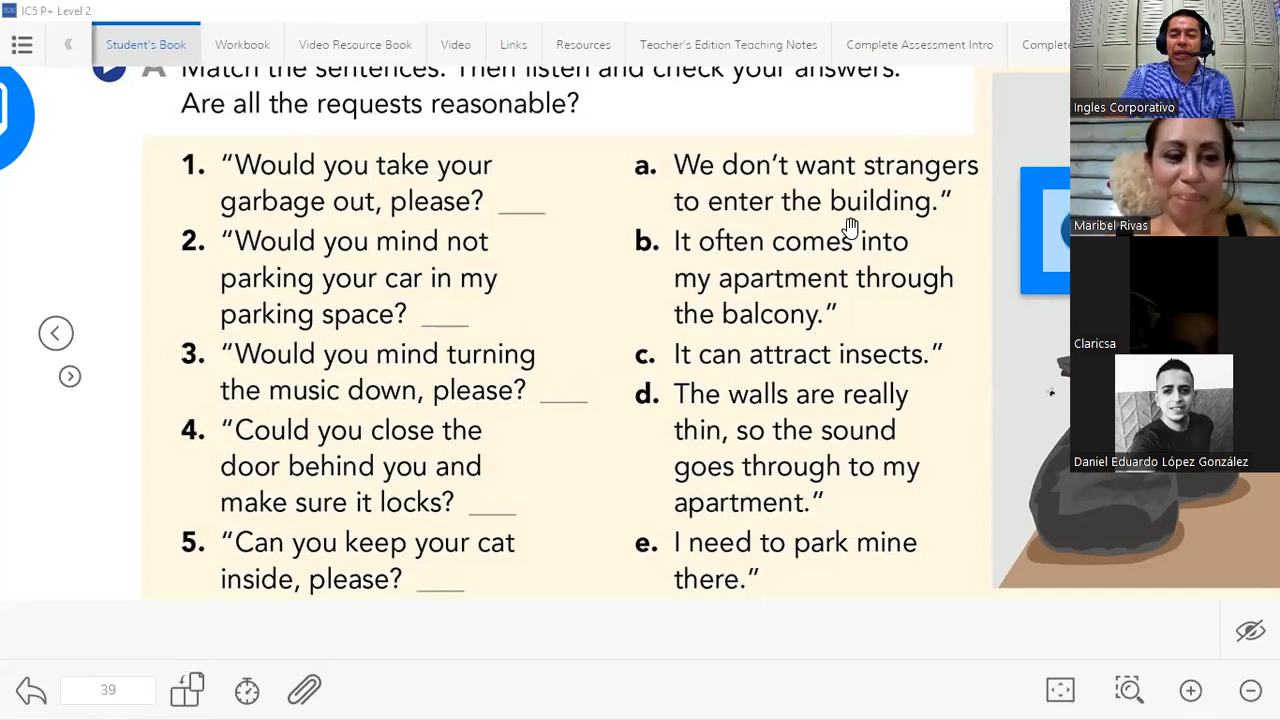 IC5 P+ Level 2
Student's Book
Workbook
Video Resource Book
Resources
Teacher's Edition Teaching Notes
Complete Assessment Intro
A Match the sentences. Then listen and check your answers.
Are all the requests reasonable?
1. “Would you take your
garbage out, please? ____
2. “Would you mind not
parking your car in my
parking space? ____
3. “Would you mind turning
the music down, please? ____
4. “Could you close the
door behind you and
make sure it locks? ____
5. “Can you keep your cat
inside, please? ____
a. We don't want strangers
to enter the building.”
b. It often comes into
my apartment through
the balcony.”
c. It can attract insects.”
d. The walls are really
thin, so the sound
goes through to my
apartment.”
e. I need to park mine
there.”
Ingles Corporativo
Maribel Rivas
Claricsa
Daniel Eduardo López González
39